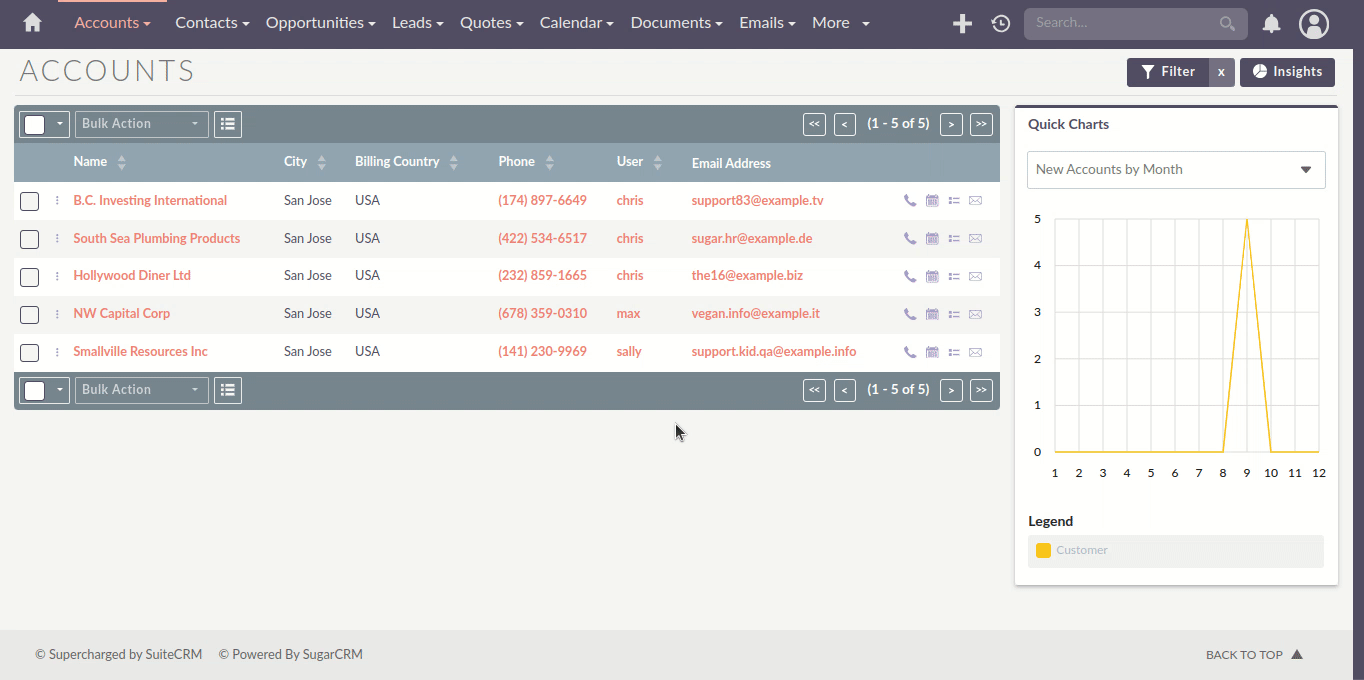 Accounts Contacts Opportunities Leads Quotes Calendar Documents Emails More Search...
ACCOUNTS
Filter x Insights
Bulk Action << < (1 - 5 of 5) > >>
Name City Billing Country Phone User Email Address
B.C. Investing International San Jose USA (174) 897-6649 chris support83@example.tv
South Sea Plumbing Products San Jose USA (422) 534-6517 chris sugar.hr@example.de
Hollywood Diner Ltd San Jose USA (232) 859-1665 chris the16@example.biz
NW Capital Corp San Jose USA (678) 359-0310 max vegan.info@example.it
Smallville Resources Inc San Jose USA (141) 230-9969 sally support.kid.qa@example.info
Bulk Action << < (1 - 5 of 5) > >>
Quick Charts
New Accounts by Month
5
4
3
2
1
0
1 2 3 4 5 6 7 8 9 10 11 12
Legend
Customer
© Supercharged by SuiteCRM © Powered By SugarCRM BACK TO TOP